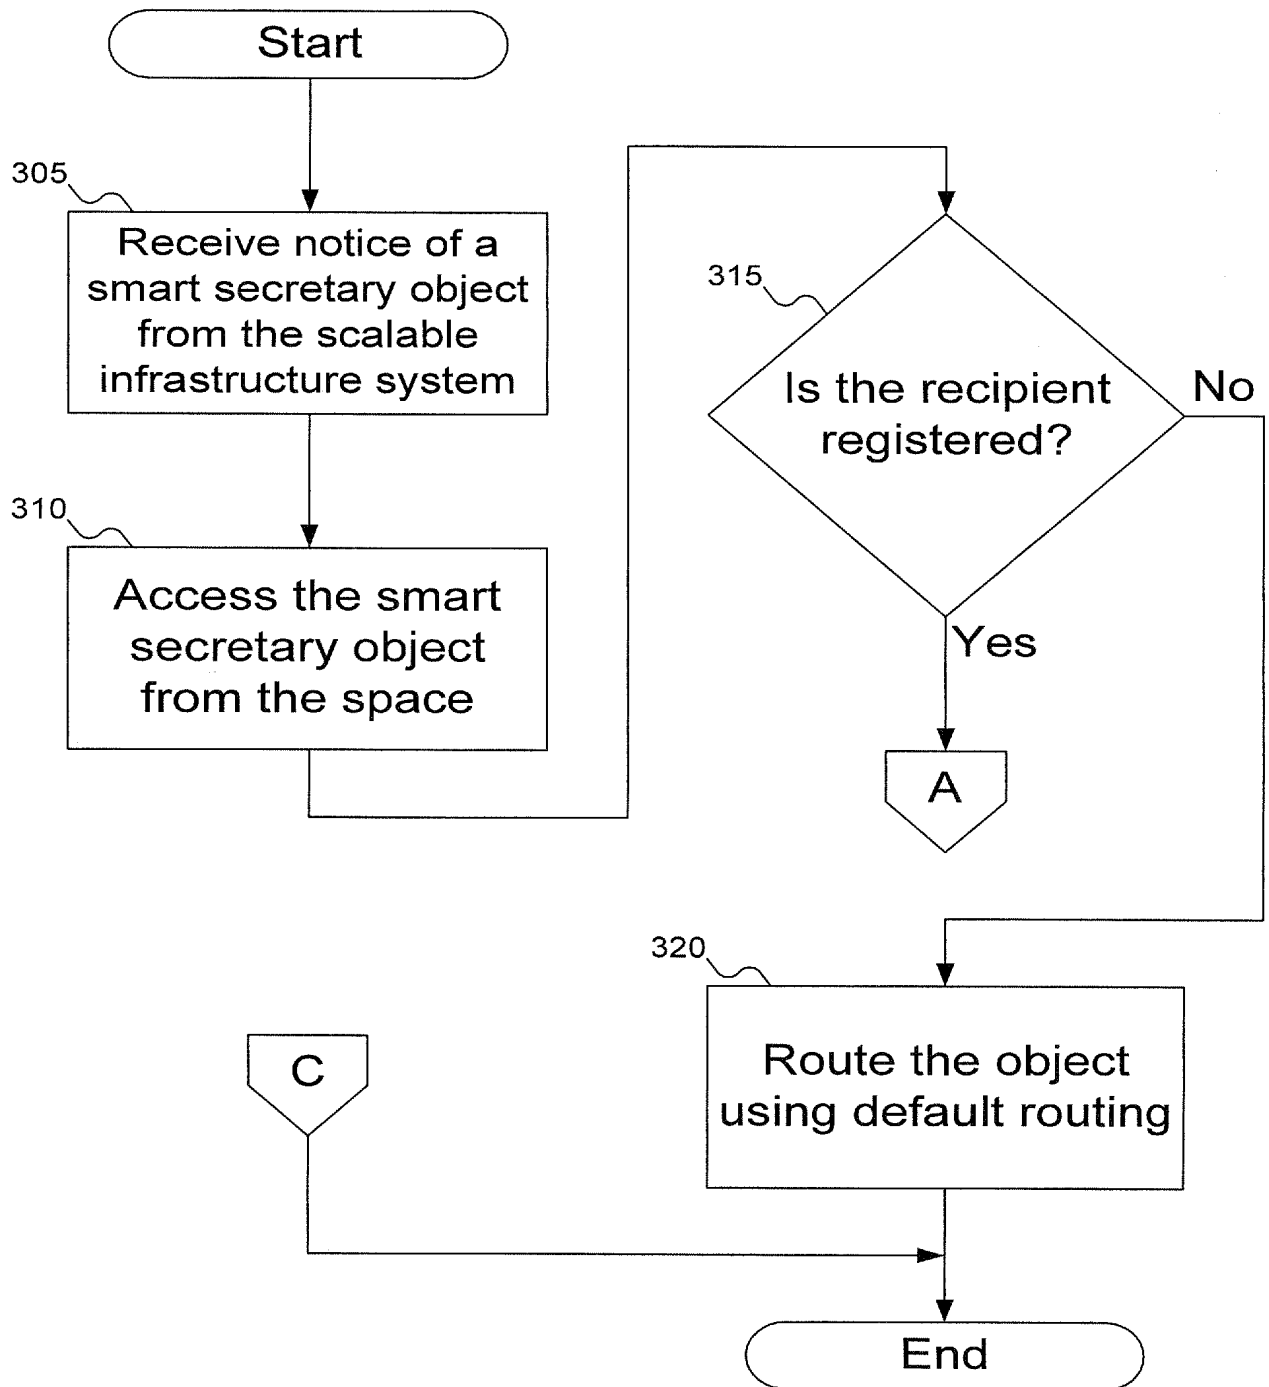 Start
305
Receive notice of a
smart secretary object
from the scalable
infrastructure system
310
Access the smart
secretary object
from the space
315
Is the recipient
registered?
No
Yes
A
320
Route the object
using default routing
C
End